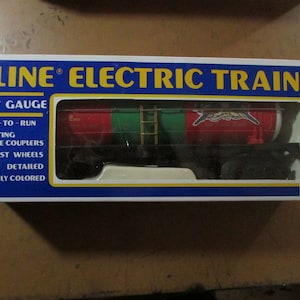 LINE® ELECTRIC TRAIN
GAUGE
-TO-RUN
TING
E COUPLERS
ST WHEELS
DETAILED
LY COLORED